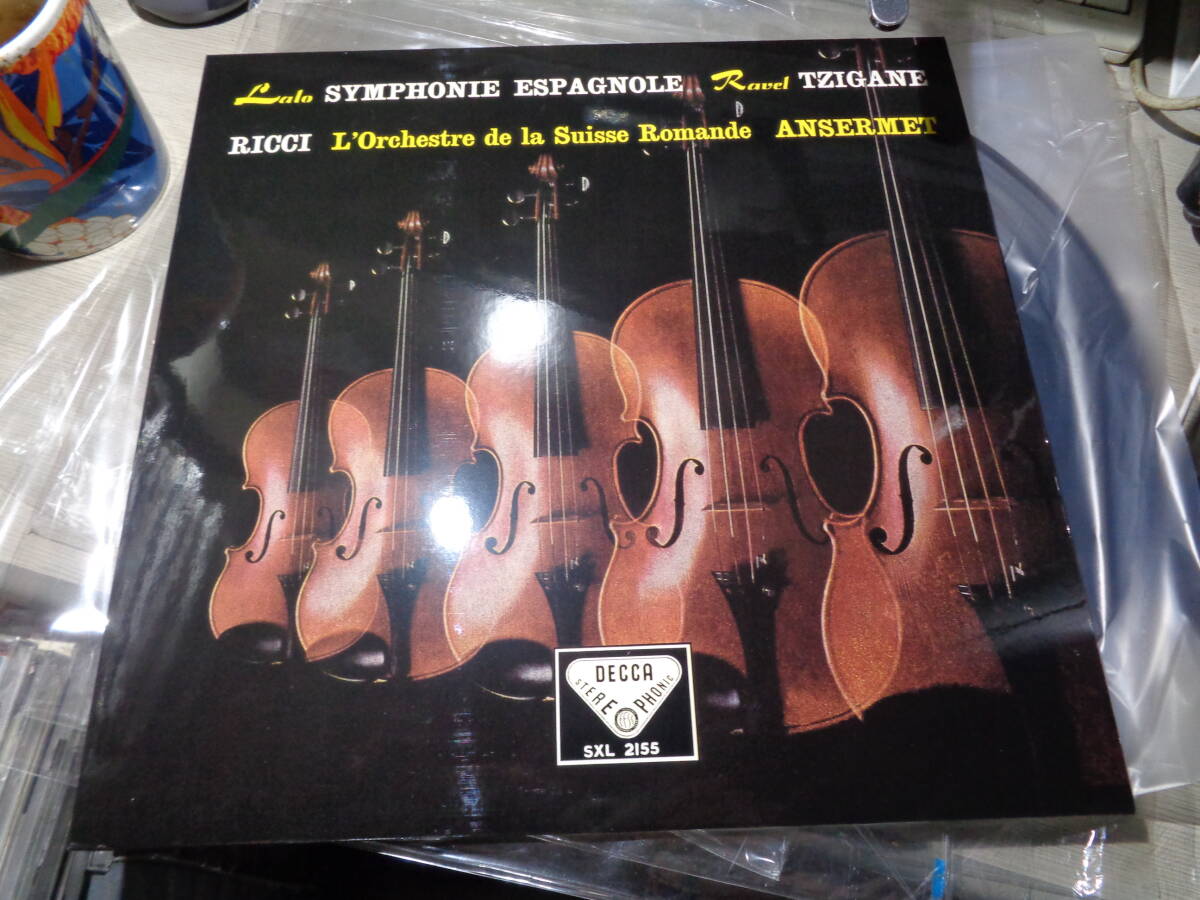 Lalo SYMPHONIE ESPAGNOLE Ravel TZIGANE
RICCI L'Orchestre de la Suisse Romande ANSERMET
DECCA
STEREOPHONIC
SXL 2155